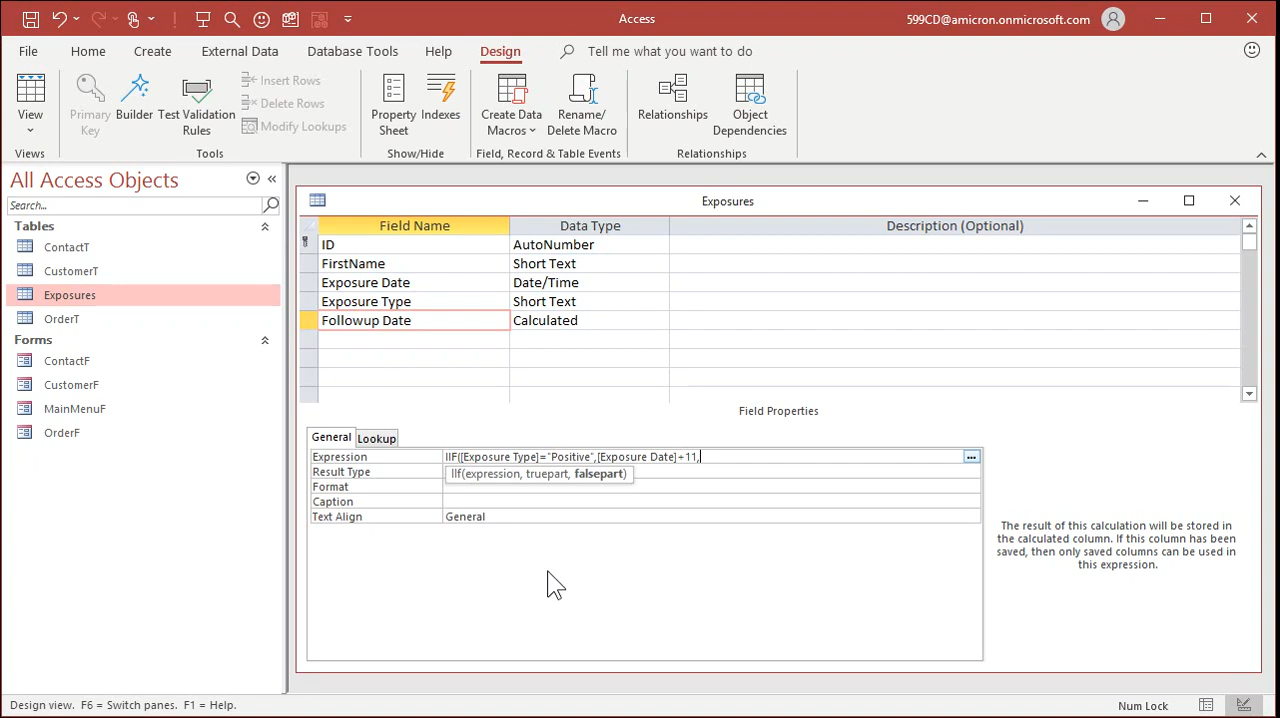 Access
599CD@amicron.onmicrosoft.com
File Home Create External Data Database Tools Help Design Tell me what you want to do
View
Primary Key
Builder
Test Validation Rules
Insert Rows
Delete Rows
Modify Lookups
Property Sheet
Indexes
Create Data Macros
Rename/ Delete Macro
Relationships
Object Dependencies
Views Tools Show/Hide Field, Record & Table Events Relationships
All Access Objects
Search...
Tables
ContactT
CustomerT
Exposures
OrderT
Forms
ContactF
CustomerF
MainMenuF
OrderF
Exposures
Field Name Data Type Description (Optional)
ID AutoNumber
FirstName Short Text
Exposure Date Date/Time
Exposure Type Short Text
Followup Date Calculated
Field Properties
General Lookup
Expression IIF([Exposure Type]="Positive",[Exposure Date]+11,
Result Type
IIf(expression, truepart, falsepart)
Format
Caption
Text Align General
The result of this calculation will be stored in
the calculated column. If this column has been
saved, then only saved columns can be used in
this expression.
Design view. F6 = Switch panes. F1 = Help.
Num Lock